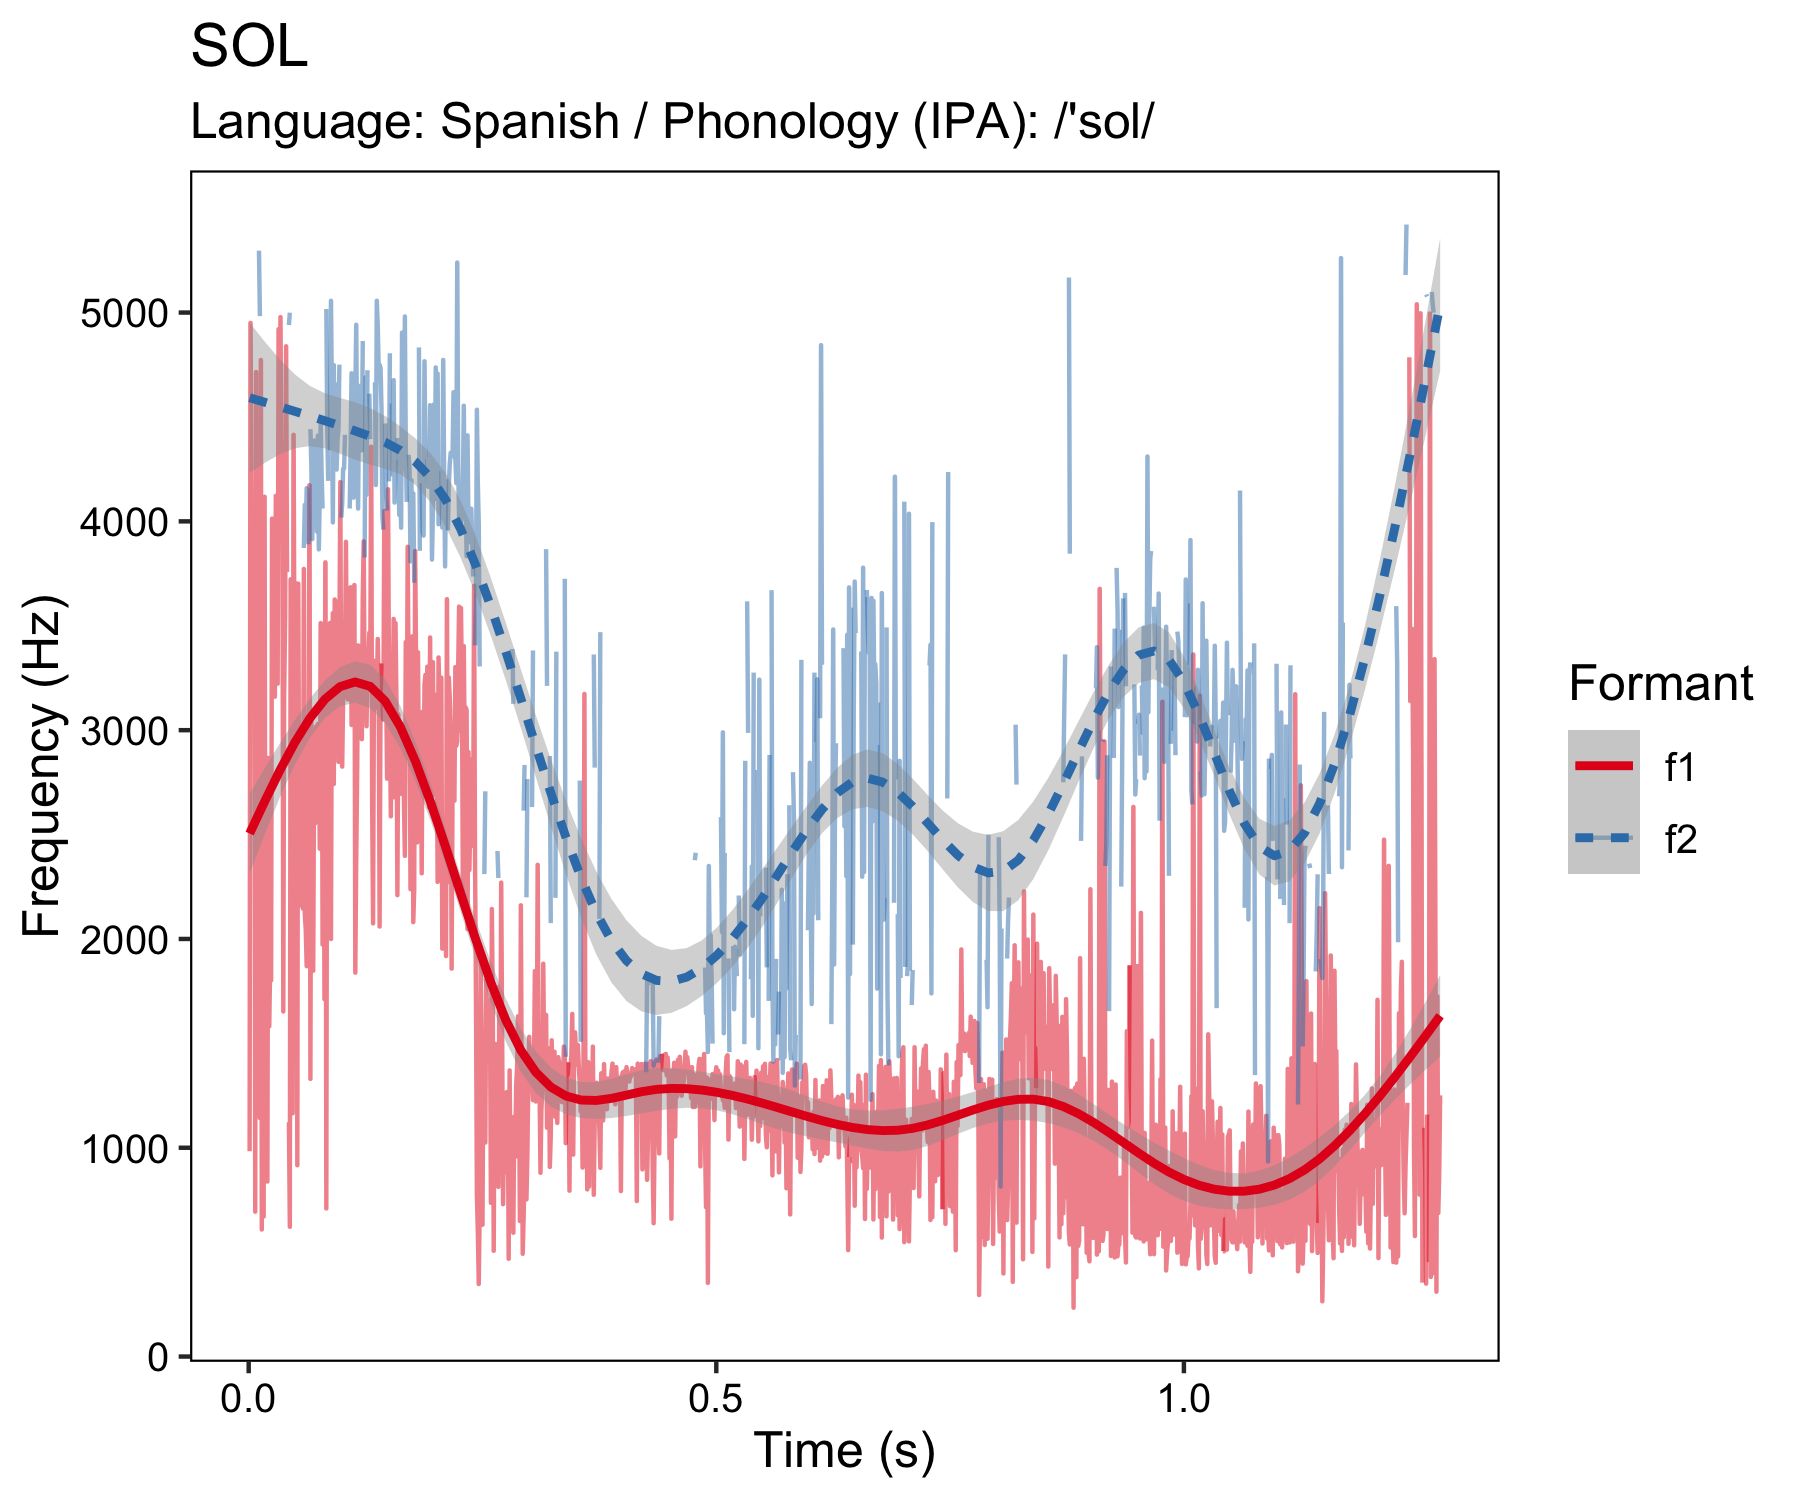 SOL
Language: Spanish / Phonology (IPA): /'sol/
Frequency (Hz)
5000
4000
3000
2000
1000
0
0.0 0.5 1.0
Time (s)
Formant
f1
f2